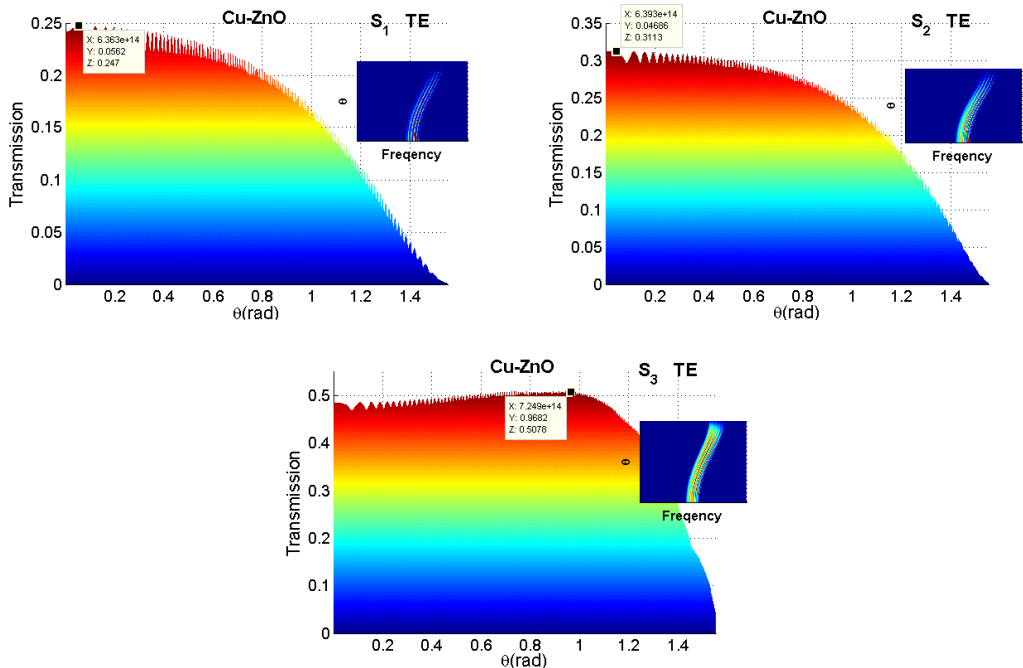 Cu-ZnO S1 TE
0.25
0.2
0.15
0.1
0.05
0
Transmission
X: 6.363e+14
Y: 0.0562
Z: 0.247
θ
Freqency
0.2 0.4 0.6 0.8 1 1.2 1.4
θ(rad)
Cu-ZnO S2 TE
0.35
0.3
0.25
0.2
0.15
0.1
0.05
0
Transmission
X: 6.393e+14
Y: 0.04686
Z: 0.3113
θ
Freqency
0.2 0.4 0.6 0.8 1 1.2 1.4
θ(rad)
Cu-ZnO S3 TE
0.5
0.4
0.3
0.2
0.1
0
Transmission
X: 7.249e+14
Y: 0.9682
Z: 0.5078
θ
Freqency
0.2 0.4 0.6 0.8 1 1.2 1.4
θ(rad)